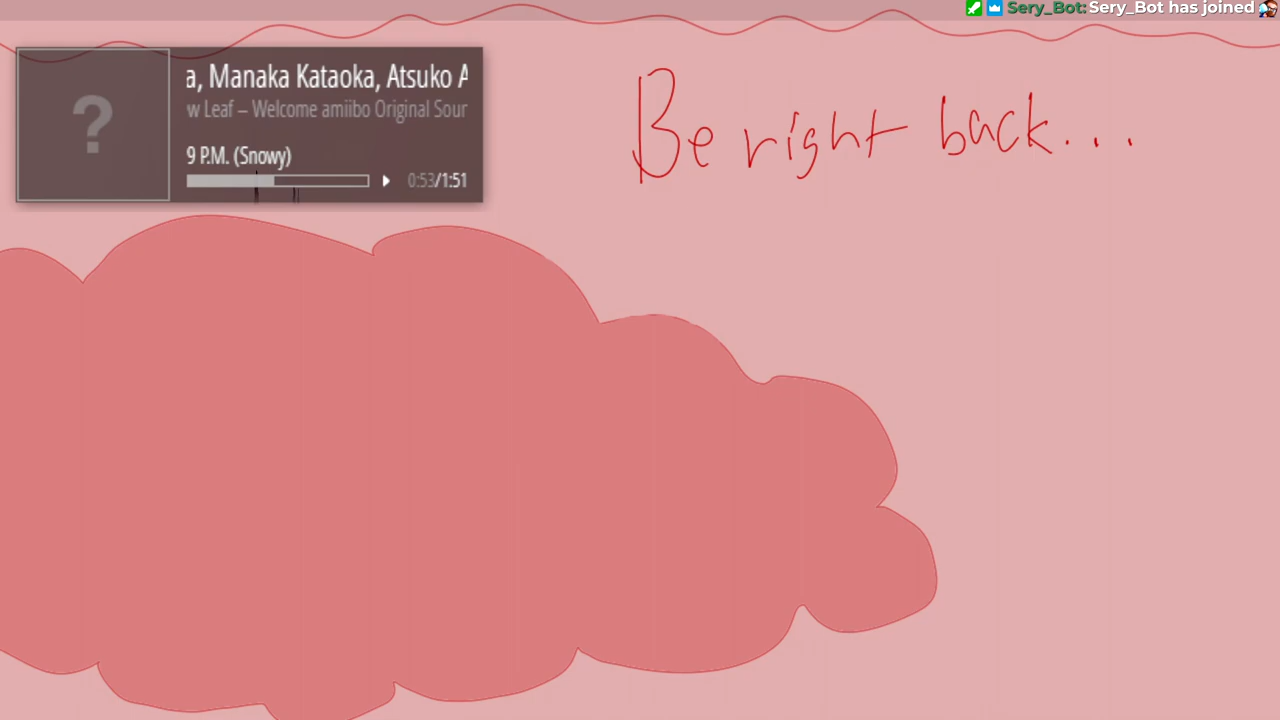 Sery_Bot: Sery_Bot has joined
a, Manaka Kataoka, Atsuko A
w Leaf – Welcome amiibo Original Sour
9 P.M. (Snowy)
0:53/1:51
?
Be right back...